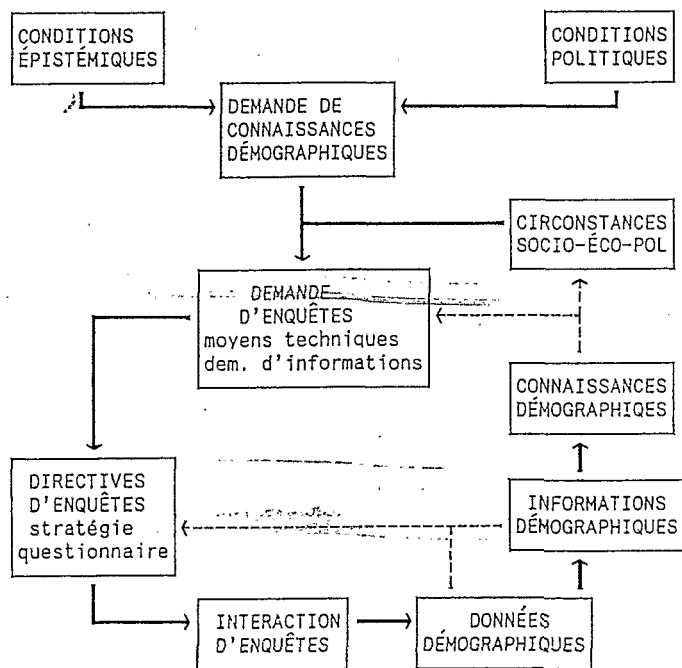 CONDITIONS
ÉPISTÉMIQUES
CONDITIONS
POLITIQUES
DEMANDE DE
CONNAISSANCES
DÉMOGRAPHIQUES
CIRCONSTANCES
SOCIO-ÉCO-POL
DEMANDE
D'ENQUÊTES
moyens techniques
dem. d'informations
CONNAISSANCES
DÉMOGRAPHIQES
DIRECTIVES
D'ENQUÊTES
stratégie
questionnaire
INFORMATIONS
DÉMOGRAPHIQUES
INTERACTION
D'ENQUÊTES
DONNÉES
DÉMOGRAPHIQUES